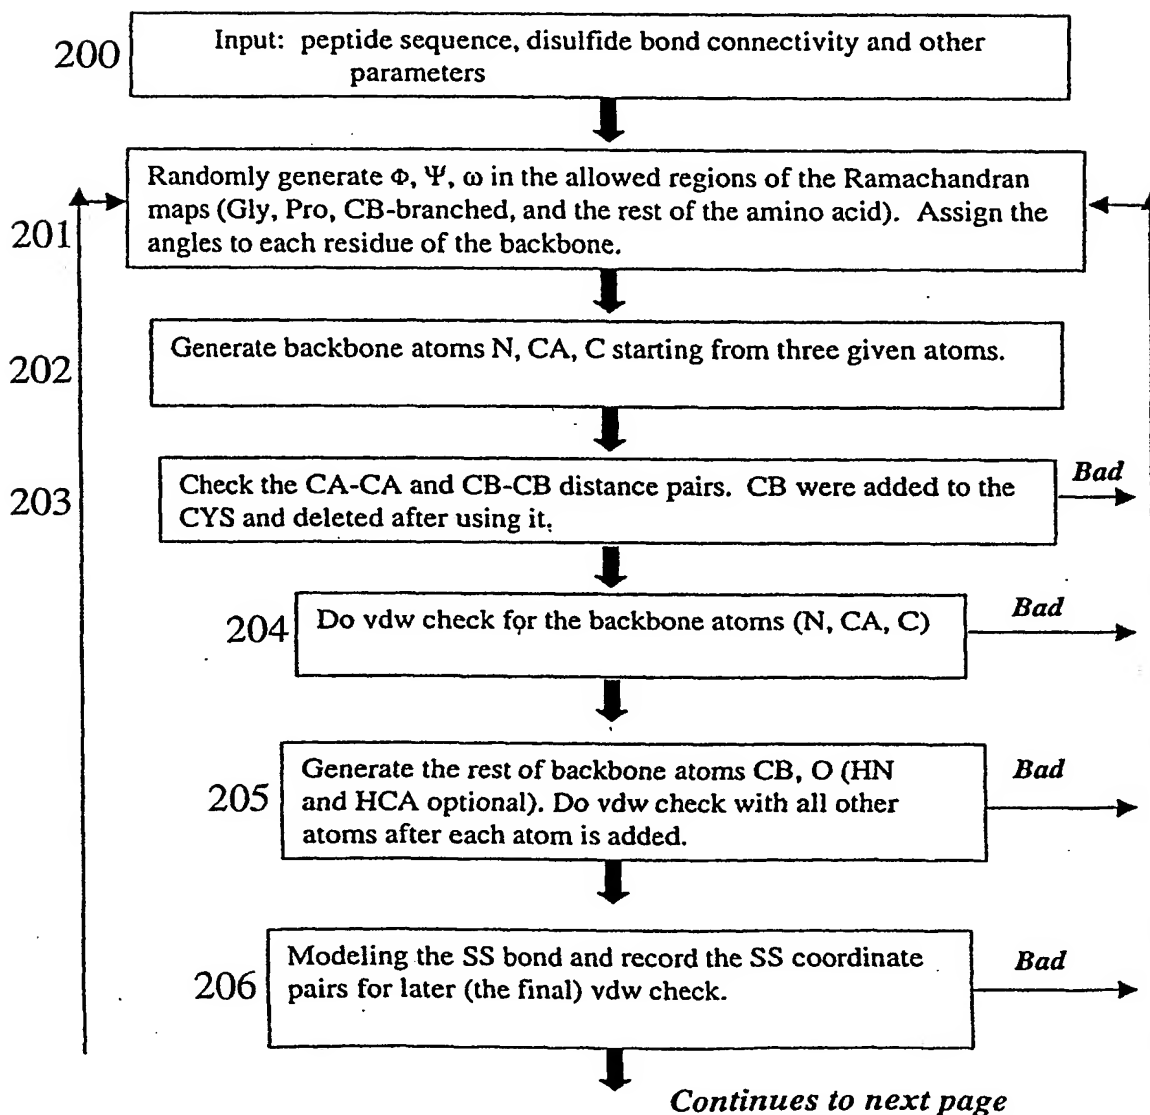 200
Input: peptide sequence, disulfide bond connectivity and other
parameters
201
Randomly generate Φ, Ψ, ω in the allowed regions of the Ramachandran
maps (Gly, Pro, CB-branched, and the rest of the amino acid). Assign the
angles to each residue of the backbone.
202
Generate backbone atoms N, CA, C starting from three given atoms.
203
Check the CA-CA and CB-CB distance pairs. CB were added to the
CYS and deleted after using it.
Bad
204
Do vdw check for the backbone atoms (N, CA, C)
Bad
205
Generate the rest of backbone atoms CB, O (HN
and HCA optional). Do vdw check with all other
atoms after each atom is added.
Bad
206
Modeling the SS bond and record the SS coordinate
pairs for later (the final) vdw check.
Bad
Continues to next page